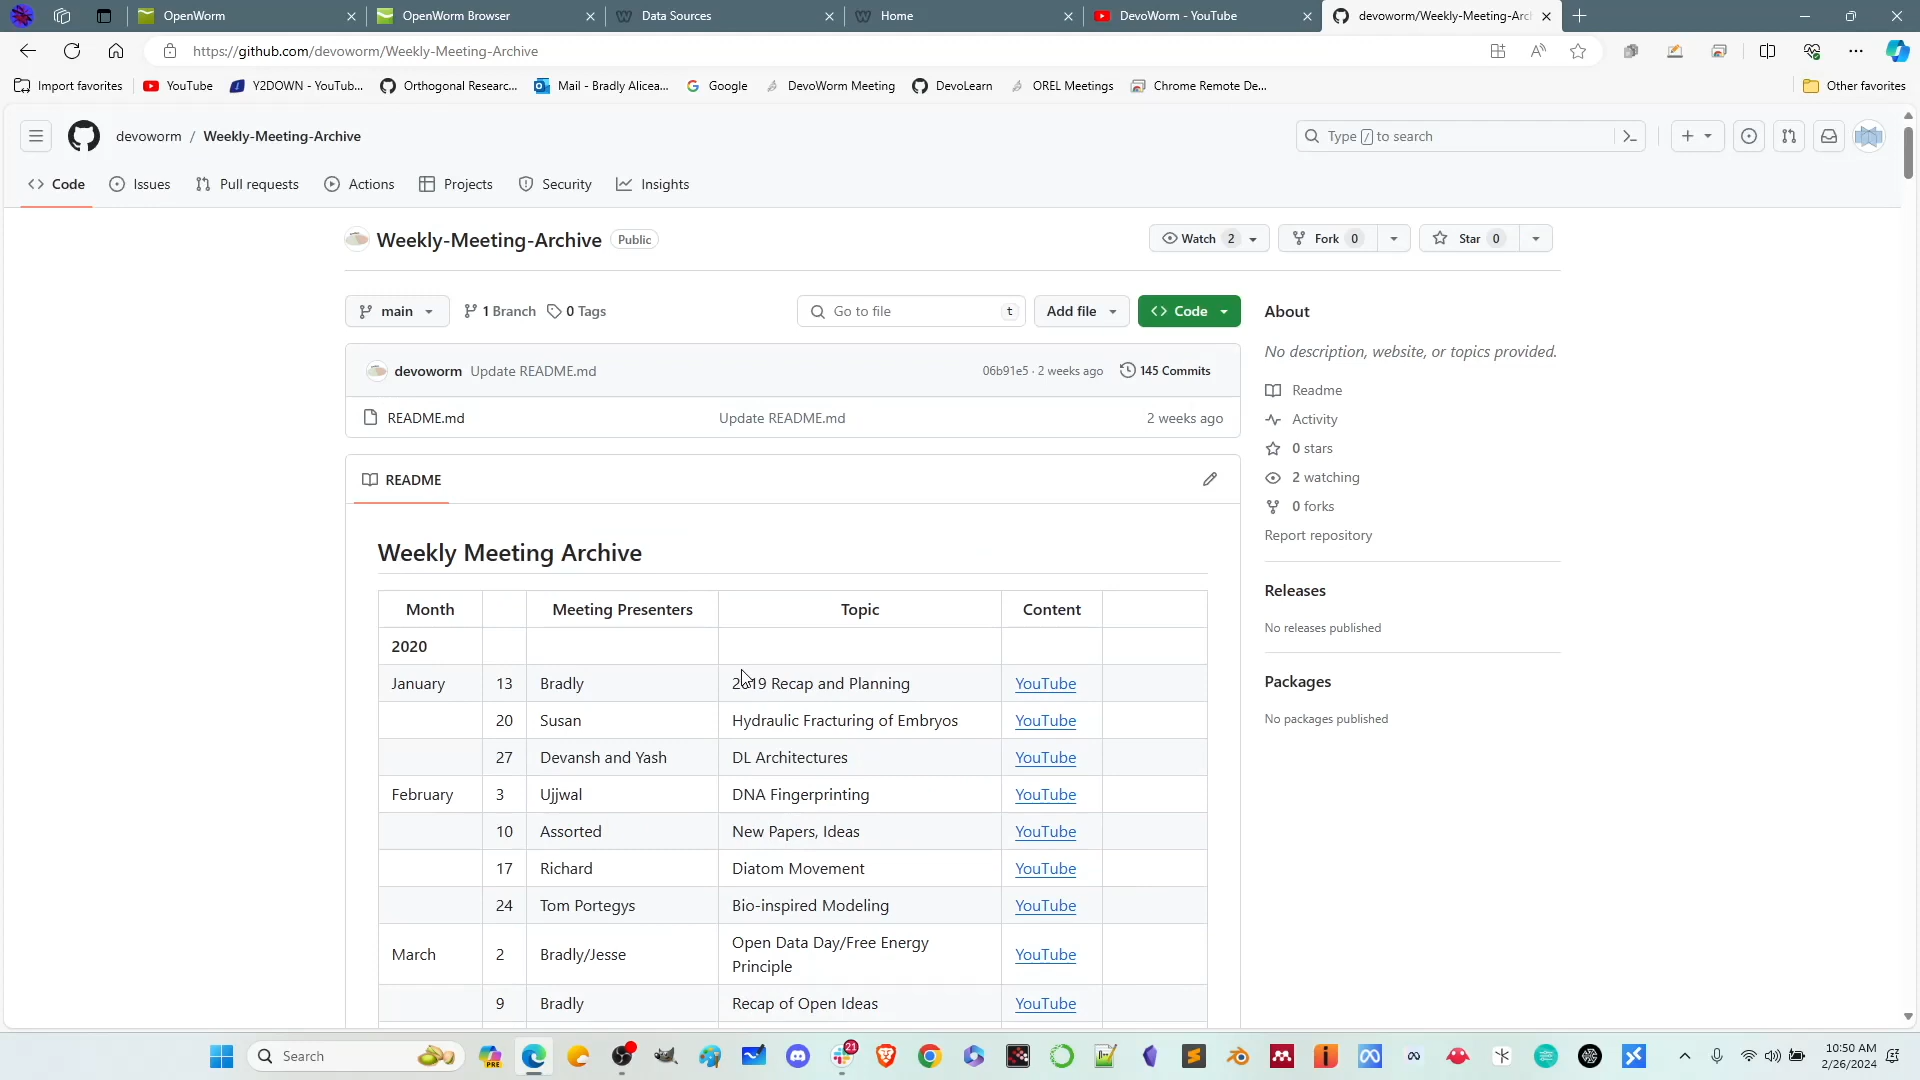 OpenWorm
OpenWorm Browser
Data Sources
Home
DevoWorm - YouTube
devoworm/Weekly-Meeting-Arc
https://github.com/devoworm/Weekly-Meeting-Archive
Import favorites
YouTube
Y2DOWN - YouTub...
Orthogonal Researc...
Mail - Bradly Alicea...
Google
DevoWorm Meeting
DevoLearn
OREL Meetings
Chrome Remote De...
Other favorites
devoworm / Weekly-Meeting-Archive
Type / to search
Code
Issues
Pull requests
Actions
Projects
Security
Insights
Weekly-Meeting-Archive Public
Watch 2
Fork 0
Star 0
main
1 Branch
0 Tags
Go to file t
Add file
Code
devoworm Update README.md 06b91e5 · 2 weeks ago 145 Commits
README.md Update README.md 2 weeks ago
README
Weekly Meeting Archive
Month Meeting Presenters Topic Content
2020
January 13 Bradly 2019 Recap and Planning YouTube
20 Susan Hydraulic Fracturing of Embryos YouTube
27 Devansh and Yash DL Architectures YouTube
February 3 Ujjwal DNA Fingerprinting YouTube
10 Assorted New Papers, Ideas YouTube
17 Richard Diatom Movement YouTube
24 Tom Portegys Bio-inspired Modeling YouTube
March 2 Bradly/Jesse Open Data Day/Free Energy
Principle YouTube
9 Bradly Recap of Open Ideas YouTube
About
No description, website, or topics provided.
Readme
Activity
0 stars
2 watching
0 forks
Report repository
Releases
No releases published
Packages
No packages published
Search
PRE
21
10:50 AM
2/26/2024